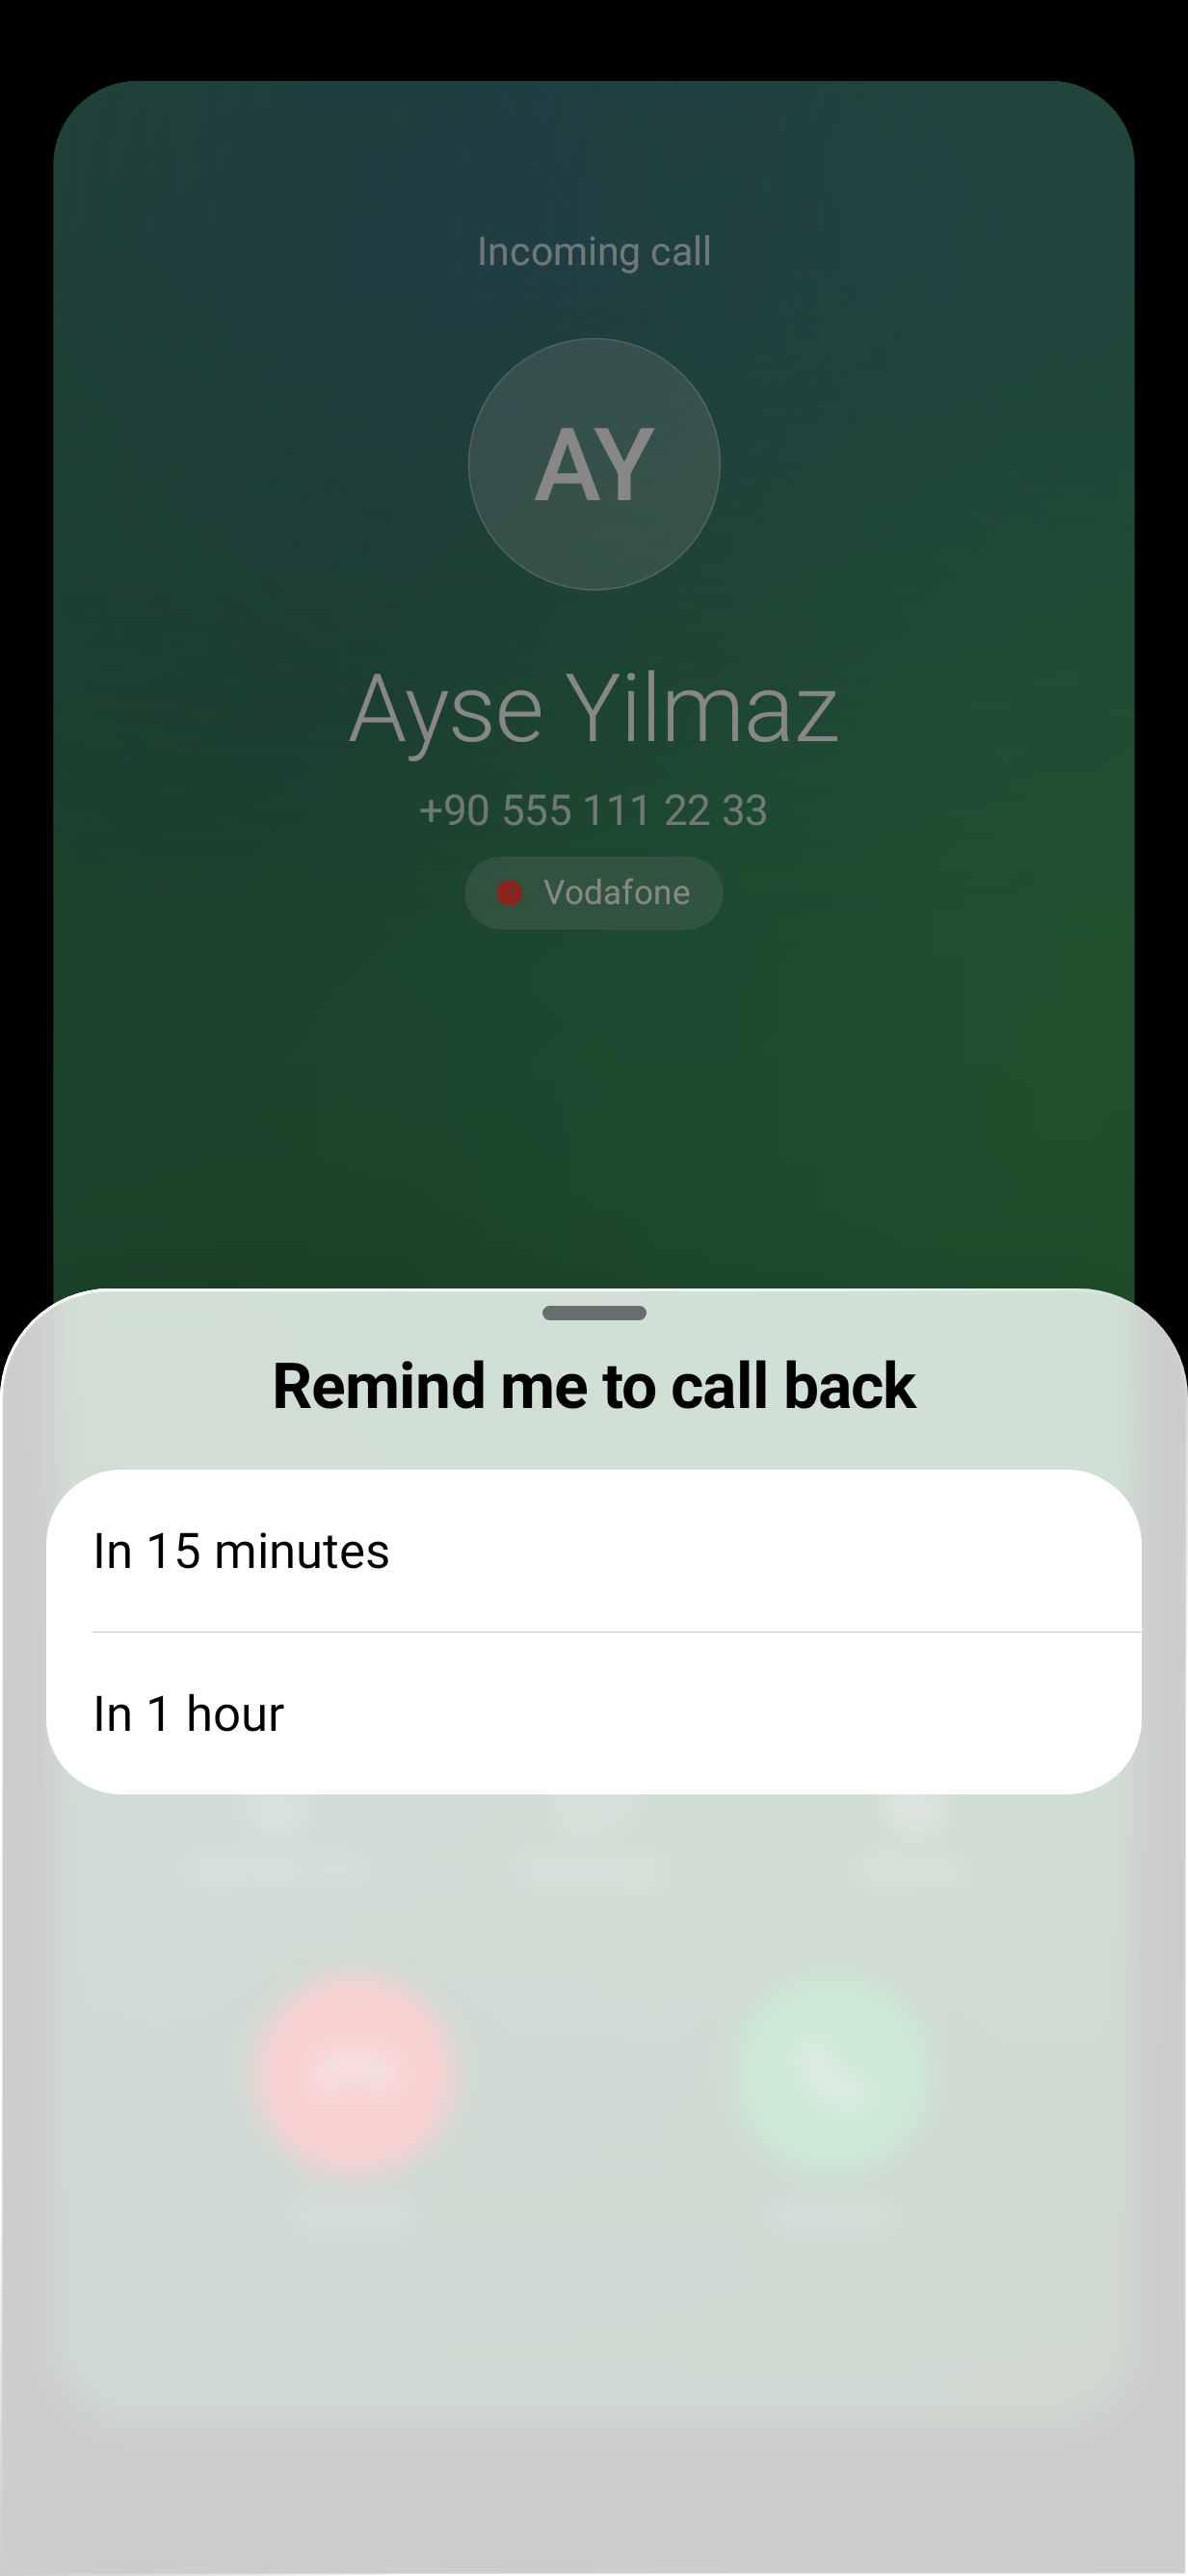 Incoming call
AY
Ayse Yilmaz
+90 555 111 22 33
Vodafone
Remind me to call back
In 15 minutes
In 1 hour